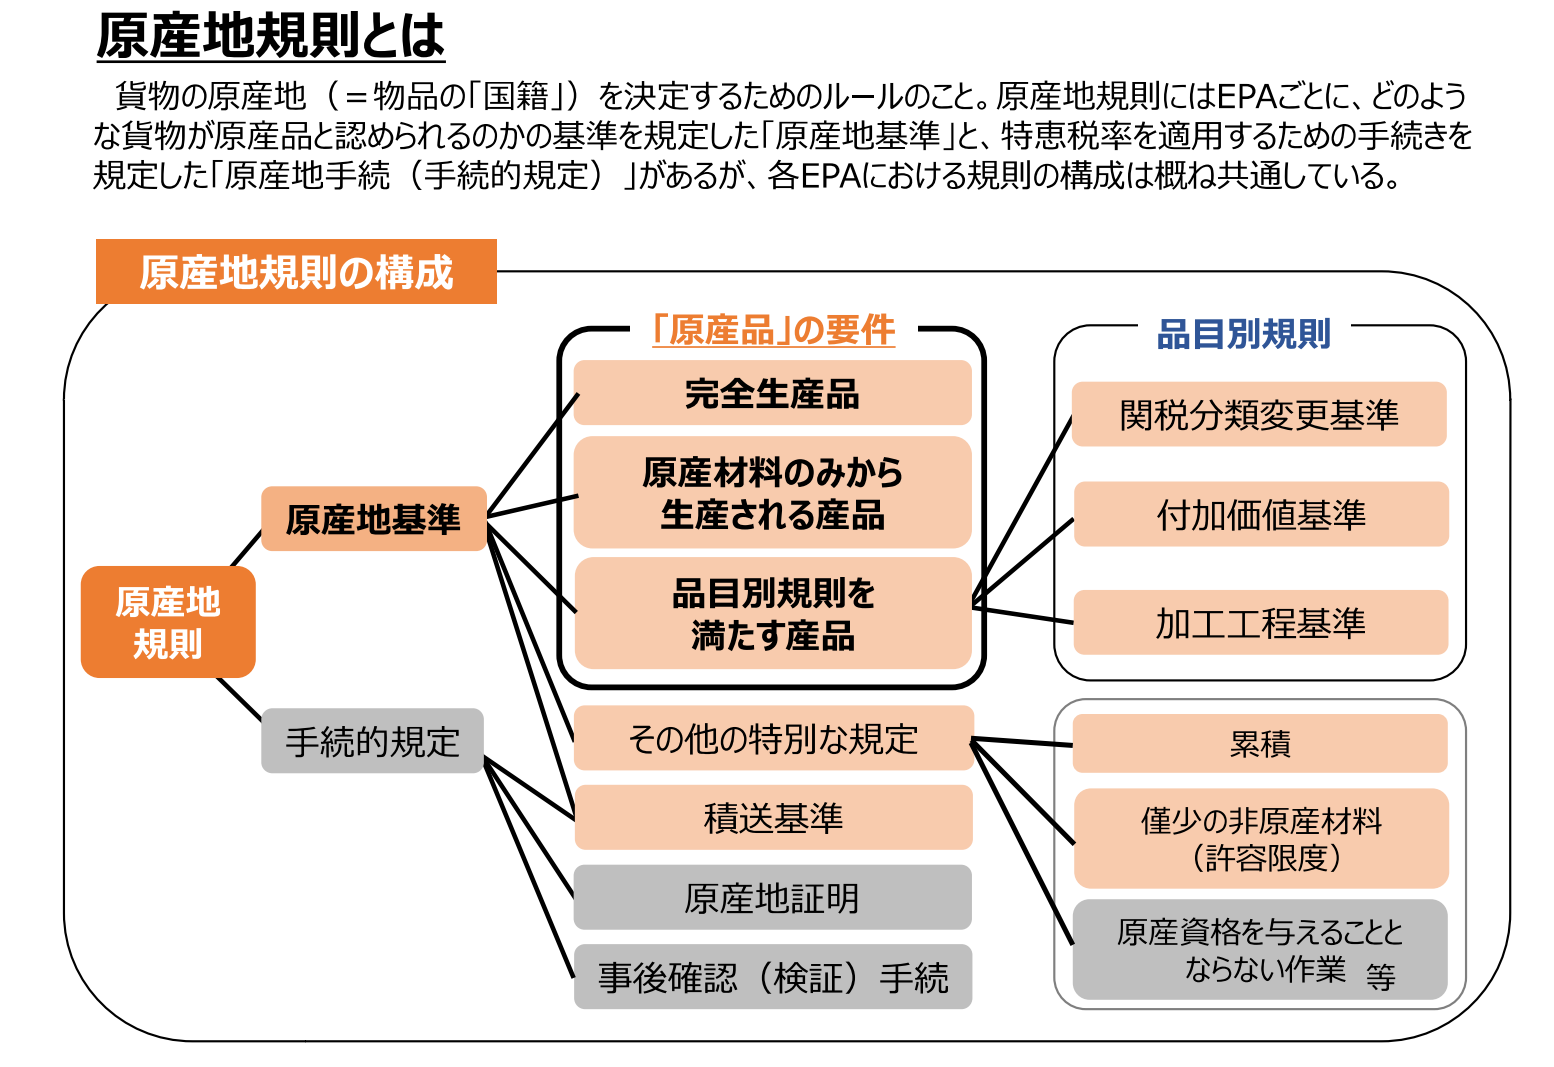 原産地規則とは
貨物の原産地（＝物品の「国籍」）を決定するためのルールのこと。原産地規則にはEPAごとに、どのよう
な貨物が原産品と認められるのかの基準を規定した「原産地基準」と、特恵税率を適用するための手続きを
規定した「原産地手続（手続的規定）」があるが、各EPAにおける規則の構成は概ね共通している。
原産地規則の構成
原産地
規則
原産地基準
手続的規定
「原産品」の要件
完全生産品
原産材料のみから
生産される産品
品目別規則を
満たす産品
その他の特別な規定
積送基準
原産地証明
事後確認（検証）手続
品目別規則
関税分類変更基準
付加価値基準
加工工程基準
累積
僅少の非原産材料
（許容限度）
原産資格を与えることと
ならない作業 等